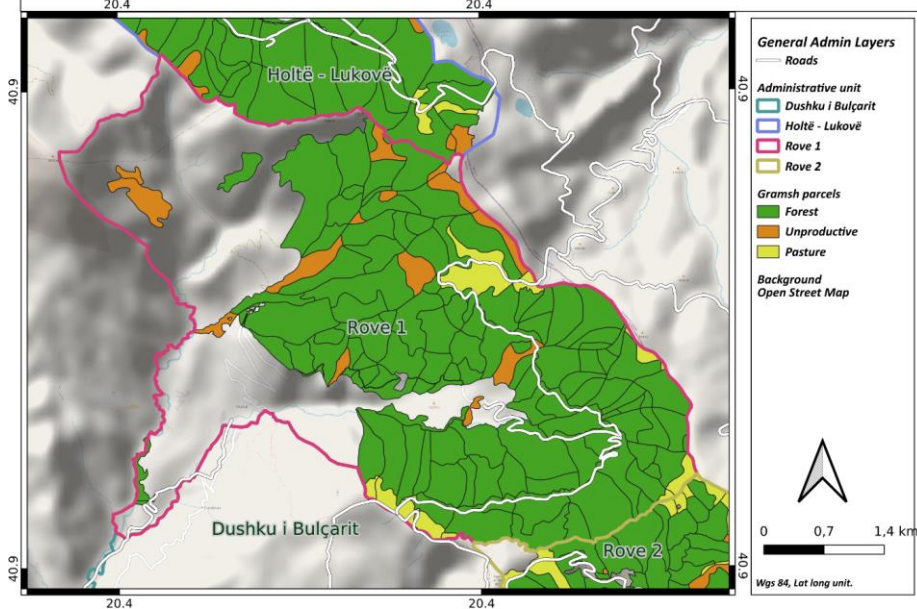 20.4
20.4
40.9
40.9
Holtë - Lukovë
Rove 1
Dushku i Bulçarit
Rove 2
40.9
40.9
20.4
20.4
General Admin Layers
Roads
Administrative unit
Dushku i Bulçarit
Holtë - Lukovë
Rove 1
Rove 2
Gramsh parcels
Forest
Unproductive
Pasture
Background
Open Street Map
0 0,7 1,4 km
Wgs 84, Lat long unit.